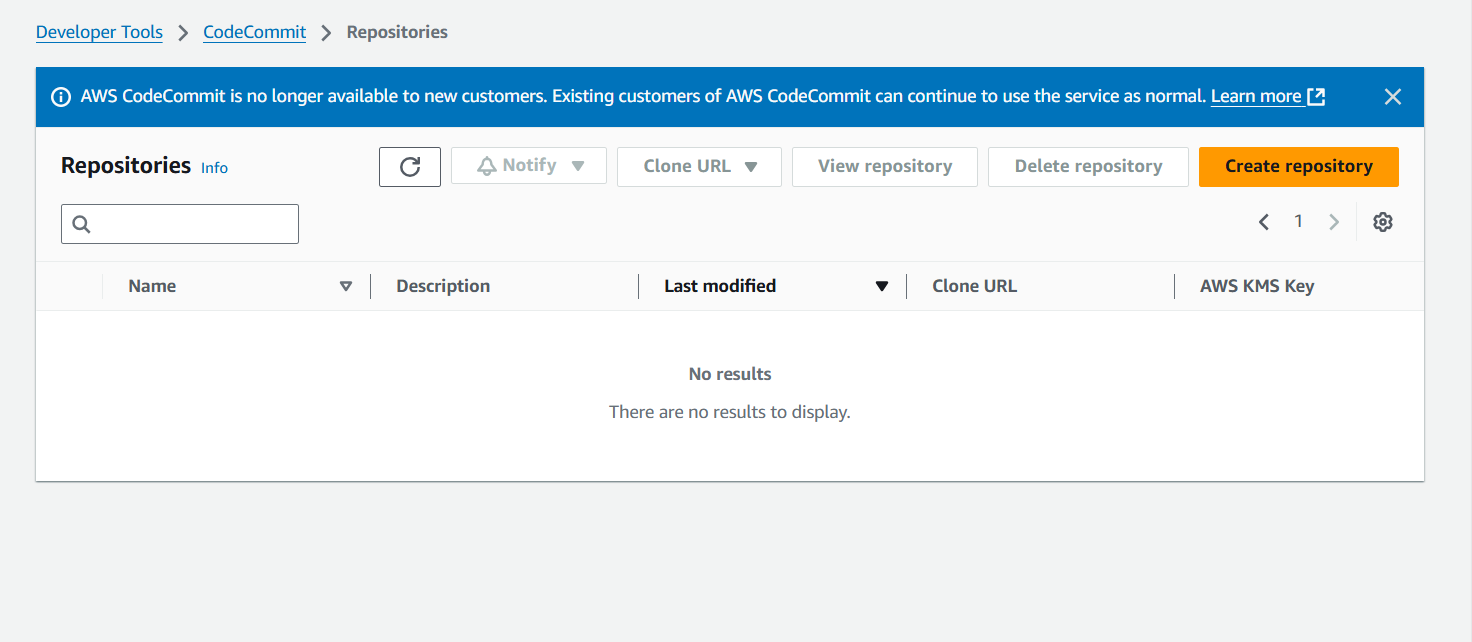 Developer Tools > CodeCommit > Repositories
AWS CodeCommit is no longer available to new customers. Existing customers of AWS CodeCommit can continue to use the service as normal. Learn more
Repositories Info Notify Clone URL View repository Delete repository Create repository
1
Name Description Last modified Clone URL AWS KMS Key
No results
There are no results to display.